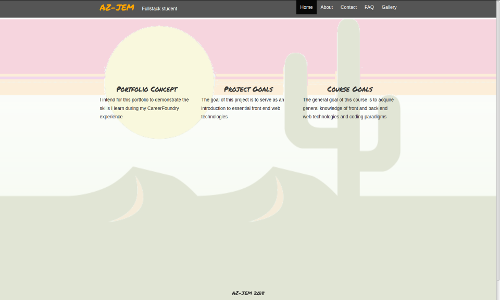 AZ-JEM Fullstack student Home About Contact FAQ Gallery
Portfolio Concept
I intend for this portfolio to demonstrate the
skills I learn during my CareerFoundry
experience
Project Goals
The goal of this project is to serve as an
introduction to essential front end web
technologies
Course Goals
The general goal of this course is to acquire
general knowledge of front and back end
web technologies and coding paradigms
AZ-JEM 2018